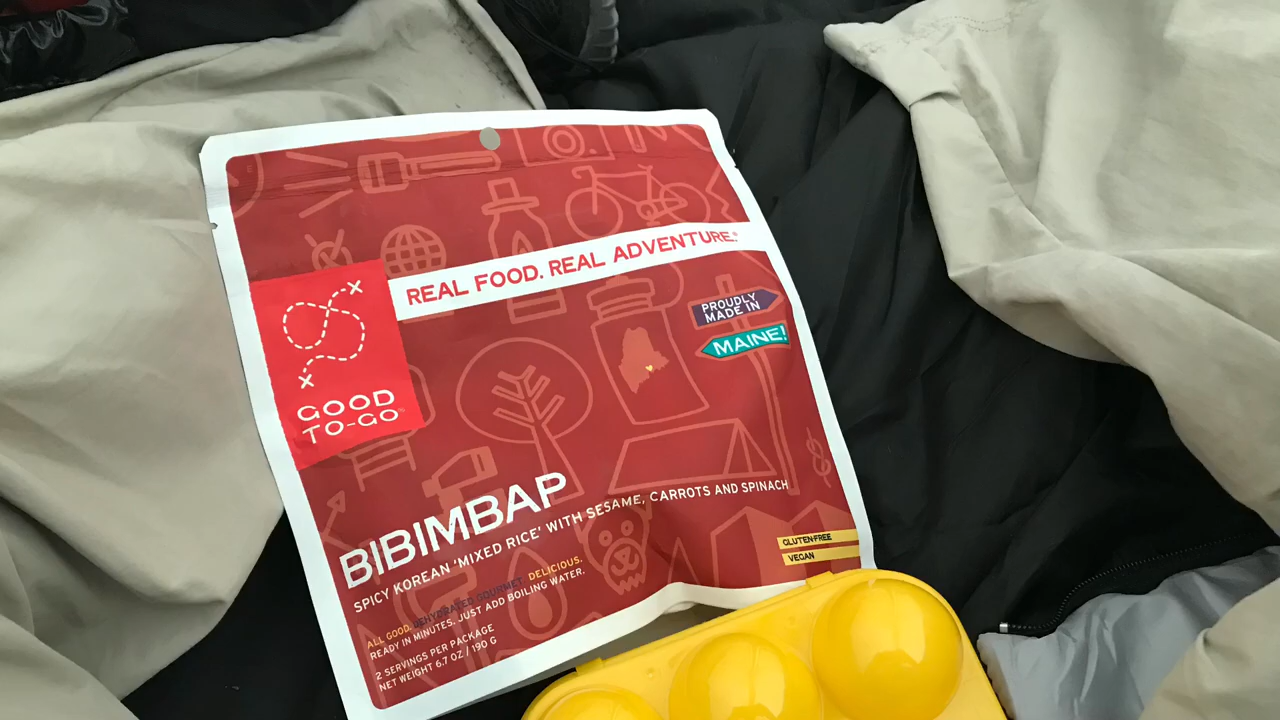 REAL FOOD. REAL ADVENTURE.®
PROUDLY
MADE IN
MAINE!
GOOD
TO-GO™
BIBIMBAP
SPICY KOREAN 'MIXED RICE' WITH SESAME, CARROTS AND SPINACH
GLUTEN-FREE
VEGAN
ALL GOOD. DEHYDRATED GOURMET. DELICIOUS.
READY IN MINUTES. JUST ADD BOILING WATER.
2 SERVINGS PER PACKAGE
NET WEIGHT 6.7 OZ / 190 G